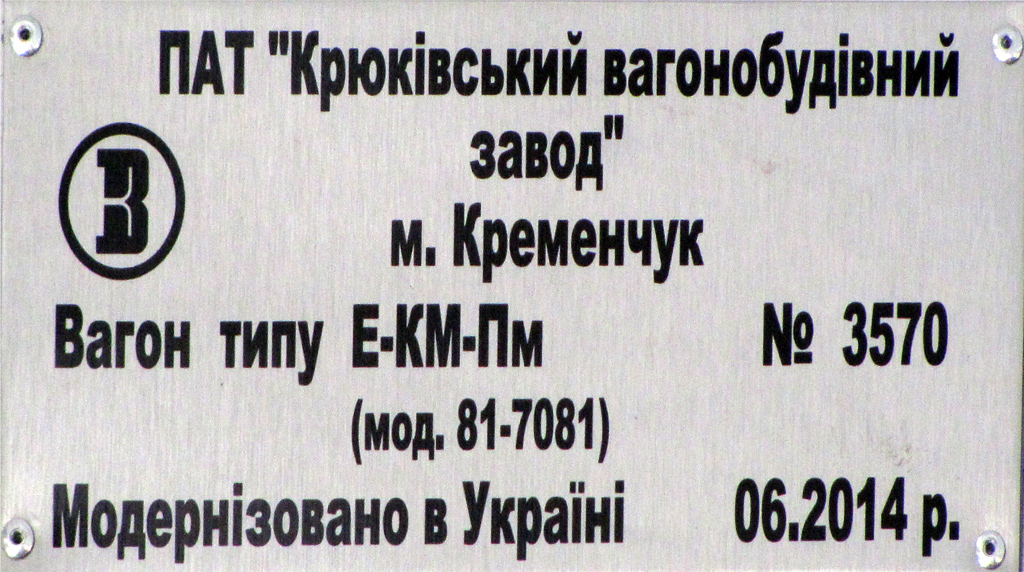 ПАТ "Крюківський вагонобудівний
завод"
м. Кременчук
Вагон типу Е-КМ-Пм № 3570
(мод. 81-7081)
Модернізовано в Україні 06.2014 р.